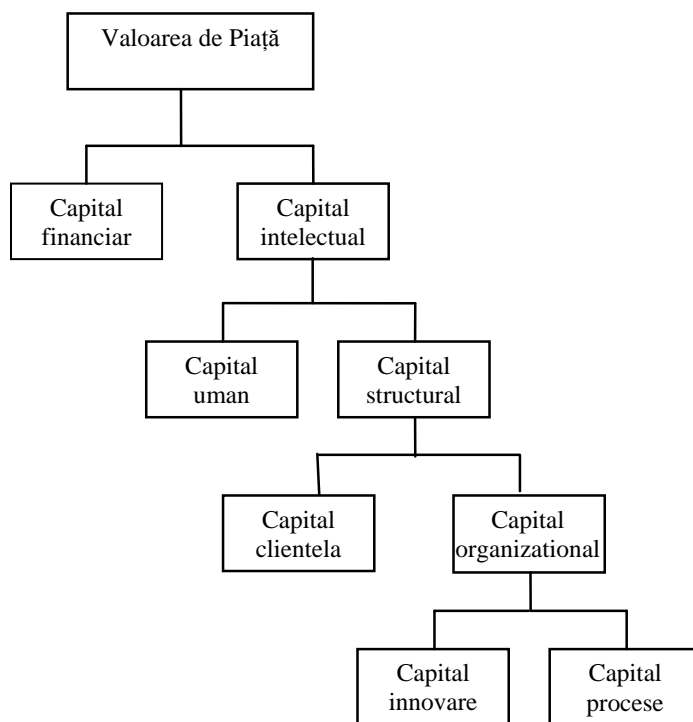 Valoarea de Piață
Capital
financiar
Capital
intelectual
Capital
uman
Capital
structural
Capital
clientela
Capital
organizational
Capital
innovare
Capital
procese